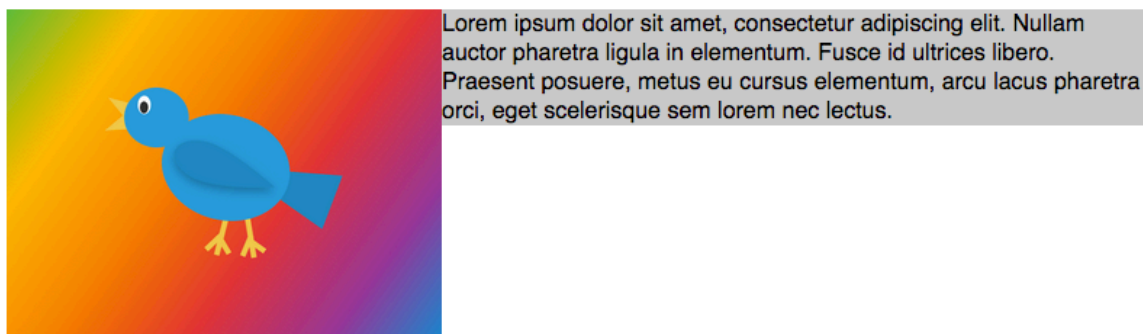 Lorem ipsum dolor sit amet, consectetur adipiscing elit. Nullam
auctor pharetra ligula in elementum. Fusce id ultrices libero.
Praesent posuere, metus eu cursus elementum, arcu lacus pharetra
orci, eget scelerisque sem lorem nec lectus.